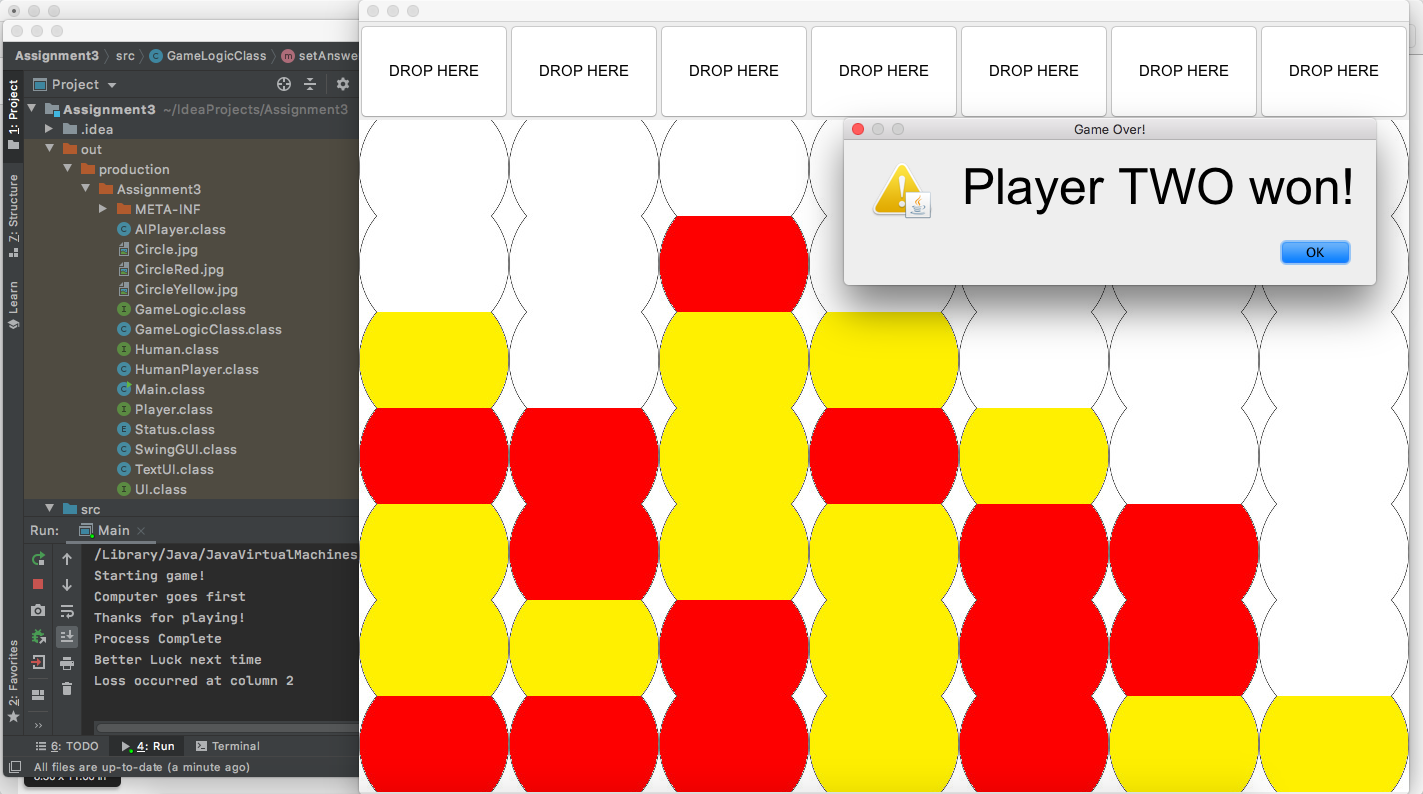 Assignment3 src GameLogicClass setAnswe
Project
Assignment3 ~/IdeaProjects/Assignment3
.idea
out
production
Assignment3
META-INF
AIPlayer.class
Circle.jpg
CircleRed.jpg
CircleYellow.jpg
GameLogic.class
GameLogicClass.class
Human.class
HumanPlayer.class
Main.class
Player.class
Status.class
SwingGUI.class
TextUI.class
UI.class
src
1: Project
7: Structure
Learn
2: Favorites
Run: Main
/Library/Java/JavaVirtualMachines
Starting game!
Computer goes first
Thanks for playing!
Process Complete
Better Luck next time
Loss occurred at column 2
6: TODO 4: Run Terminal
All files are up-to-date (a minute ago)
DROP HERE DROP HERE DROP HERE DROP HERE DROP HERE DROP HERE DROP HERE
Game Over!
Player TWO won!
OK